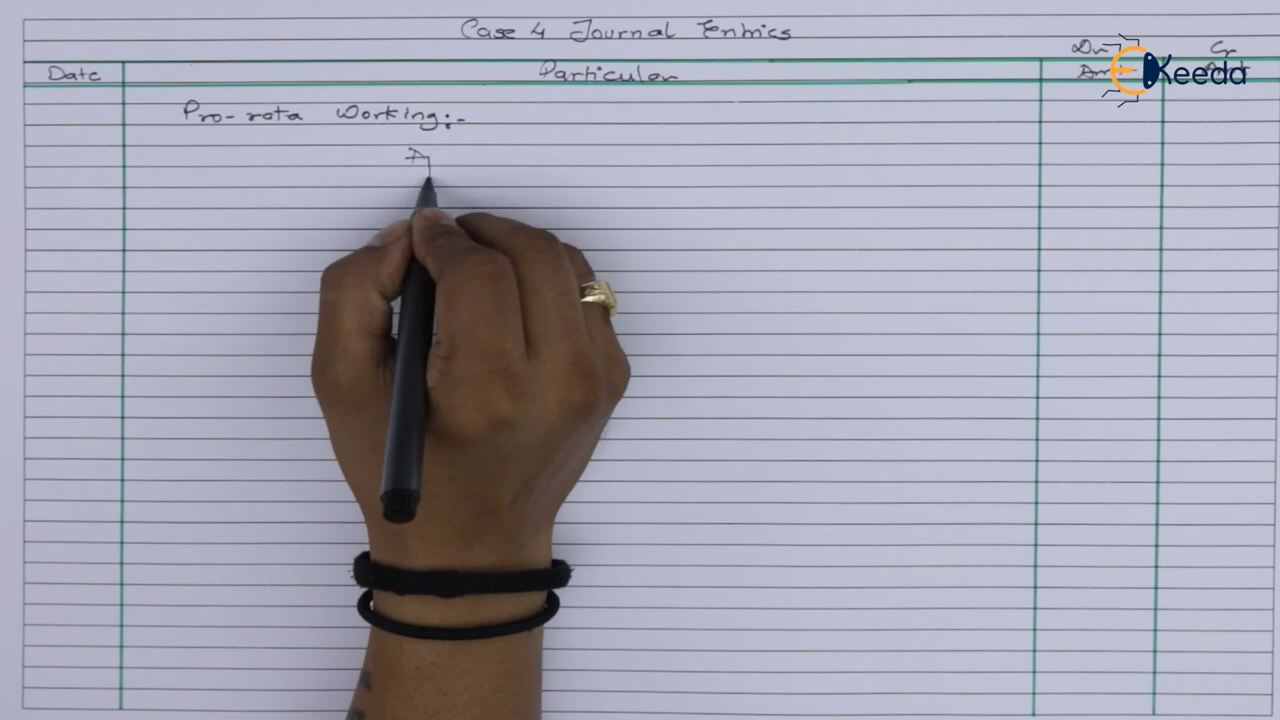 Case 4 Journal Entries
Dr Cr
Date Particular
Keeda
Pro-rata Working:-